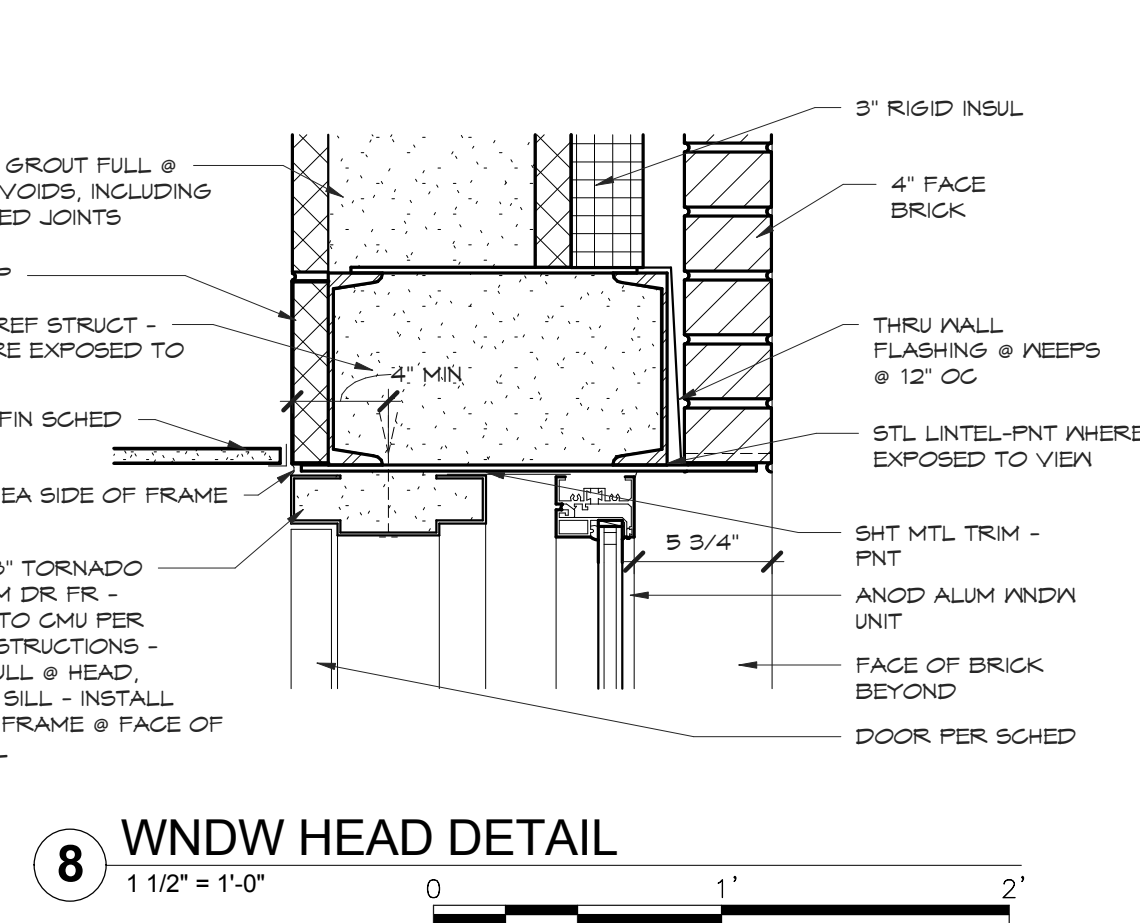 GROUT FULL @
VOIDS, INCLUDING
ED JOINTS
P
REF STRUCT -
RE EXPOSED TO
FIN SCHED
EA SIDE OF FRAME
3" TORNADO
M DR FR -
TO CMU PER
STRUCTIONS -
ULL @ HEAD,
SILL - INSTALL
FRAME @ FACE OF
4" MIN
5 3/4"
3" RIGID INSUL
4" FACE
BRICK
THRU WALL
FLASHING @ WEEPS
@ 12" OC
STL LINTEL-PNT WHERE
EXPOSED TO VIEW
SHT MTL TRIM -
PNT
ANOD ALUM WNDW
UNIT
FACE OF BRICK
BEYOND
DOOR PER SCHED
8
WNDW HEAD DETAIL
1 1/2" = 1'-0"
0 1' 2'